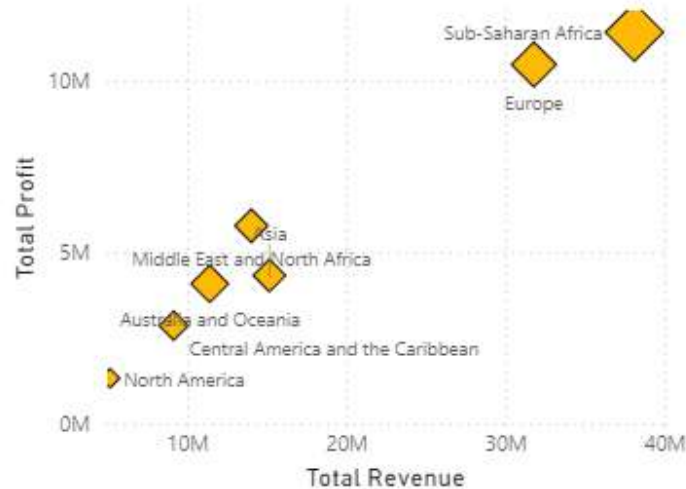 Sub-Saharan Africa
10M
Europe
Total Profit
Asia
5M
Middle East and North Africa
Australia and Oceania
Central America and the Caribbean
North America
0M
10M 20M 30M 40M
Total Revenue